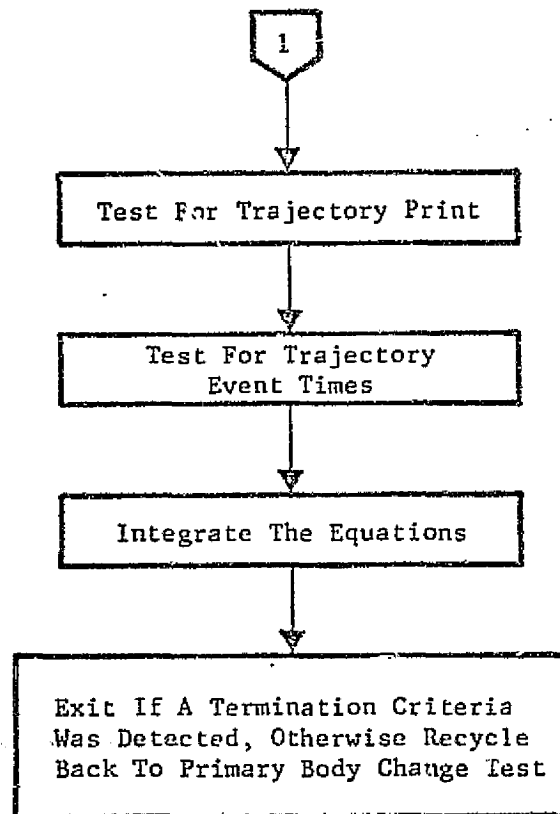 1
Test For Trajectory Print
Test For Trajectory
Event Times
Integrate The Equations
Exit If A Termination Criteria
Was Detected, Otherwise Recycle
Back To Primary Body Change Test